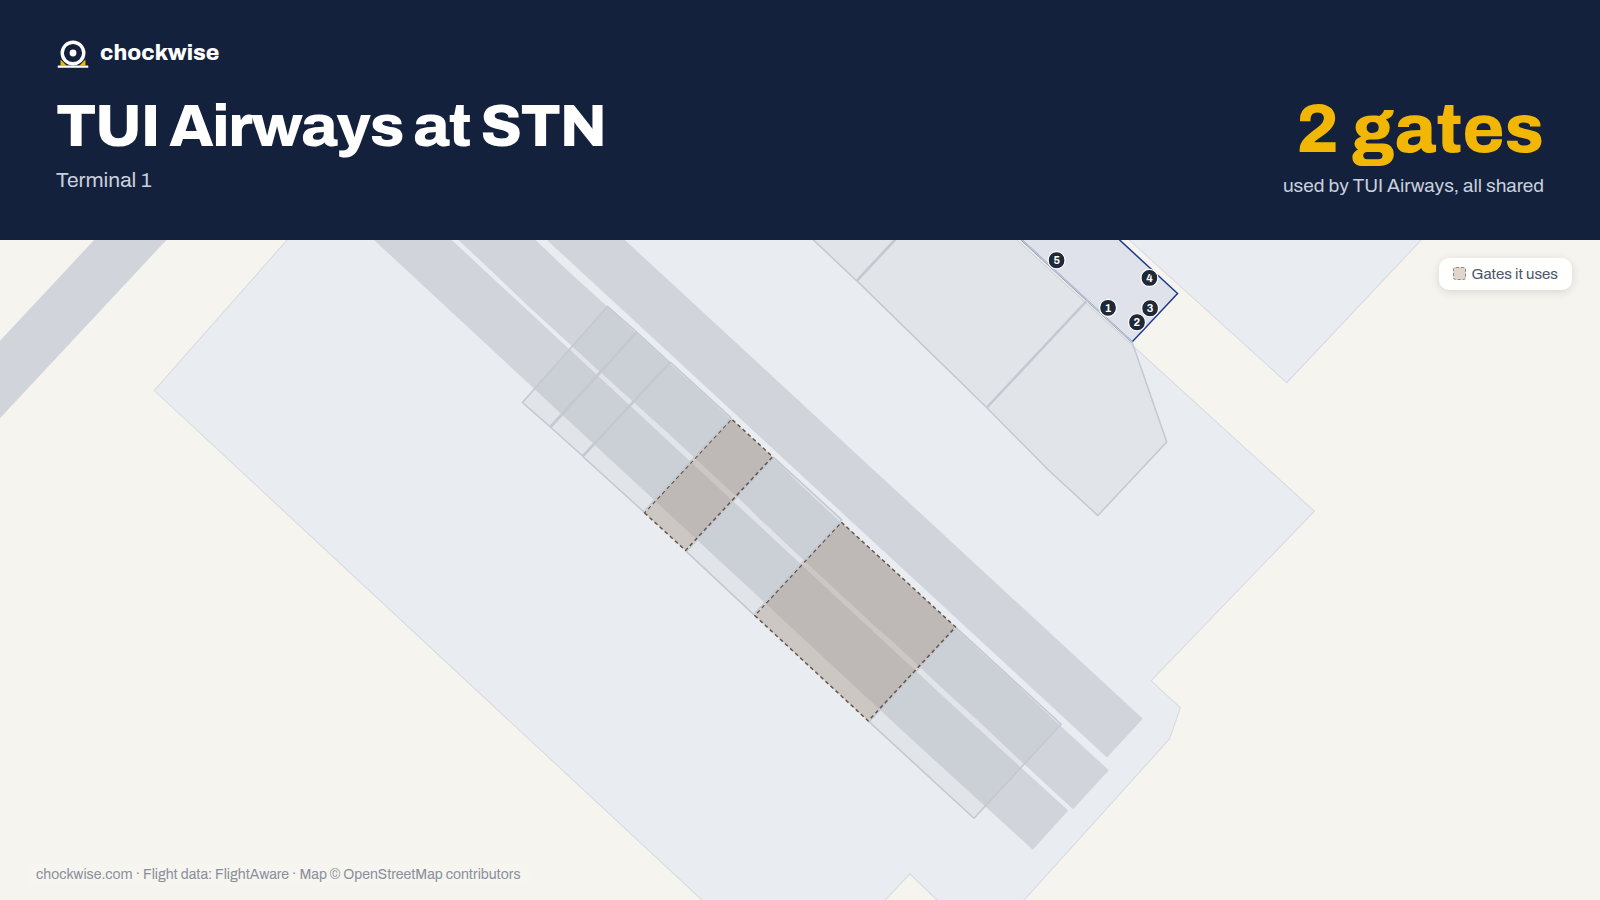 chockwise
TUI Airways at STN
Terminal 1
2 gates
used by TUI Airways, all shared
Gates it uses
5
4
1
3
2
chockwise.com · Flight data: FlightAware · Map © OpenStreetMap contributors